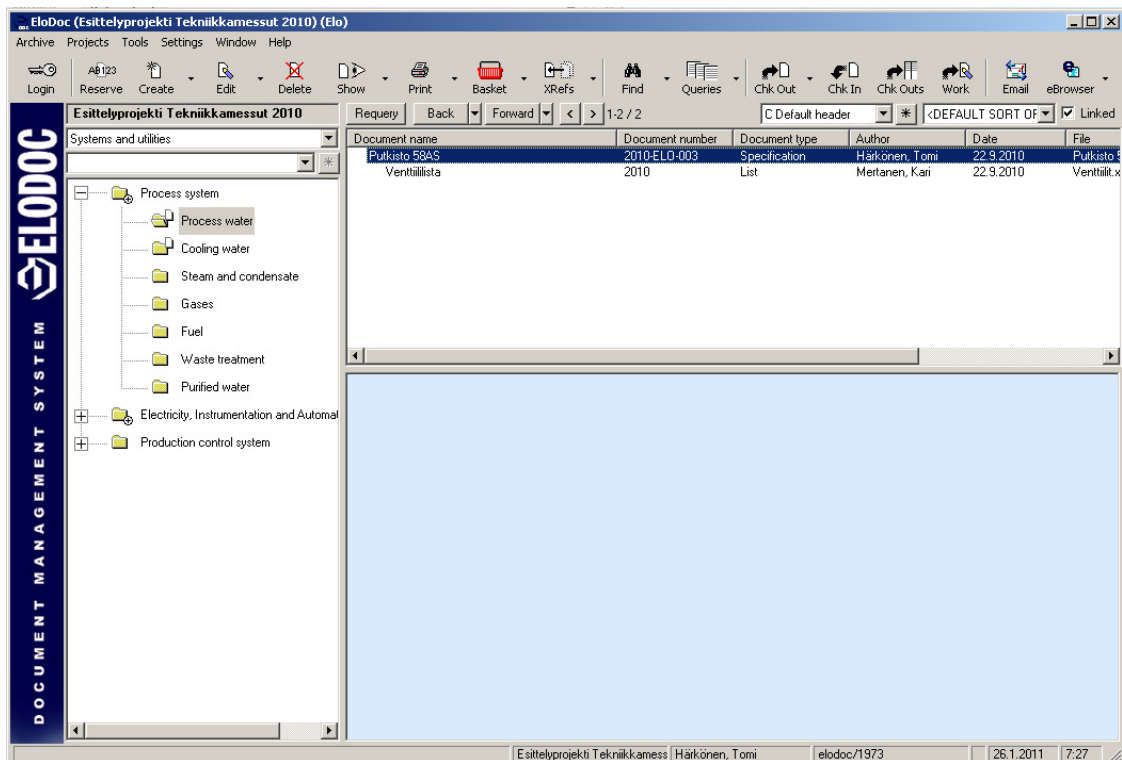 EloDoc (Esittelyprojekti Tekniikkamessut 2010) (Elo)
Archive Projects Tools Settings Window Help
Login Reserve Create Edit Delete Show Print Basket XRefs Find Queries Chk Out Chk In Chk Outs Work Email eBrowser
Esittelyprojekti Tekniikkamessut 2010
Requery Back Forward < > 1-2 / 2 C Default header * <DEFAULT SORT OF Linked
Systems and utilities
*
Document name Document number Document type Author Date File
Putkisto 58AS 2010-ELO-003 Specification Härkönen, Tomi 22.9.2010 Putkisto 5
Venttiililista 2010 List Mertanen, Kari 22.9.2010 Venttiilit.x
Process system
Process water
Cooling water
Steam and condensate
Gases
Fuel
Waste treatment
Purified water
Electricity, Instrumentation and Automat
Production control system
ELODOC
DOCUMENT MANAGEMENT SYSTEM
Esittelyprojekti Tekniikkamess Härkönen, Tomi elodoc/1973 26.1.2011 7:27